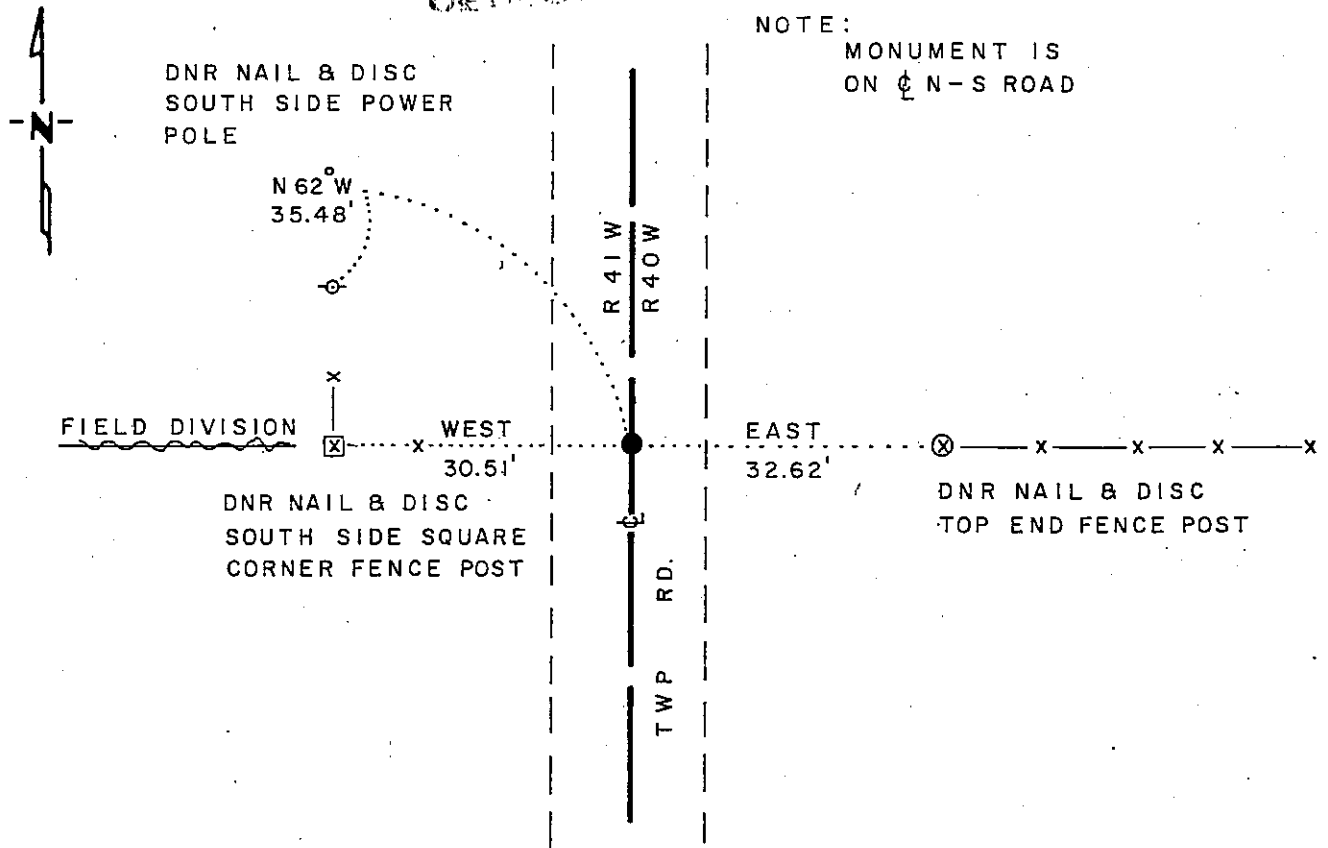 NOTE:
MONUMENT IS
ON ℄ N-S ROAD
DNR NAIL & DISC
SOUTH SIDE POWER
POLE
N
N 62°W
35.48'
R 41 W
R 40 W
FIELD DIVISION
WEST
30.51'
EAST
32.62'
DNR NAIL & DISC
SOUTH SIDE SQUARE
CORNER FENCE POST
DNR NAIL & DISC
TOP END FENCE POST
℄
TWP RD.